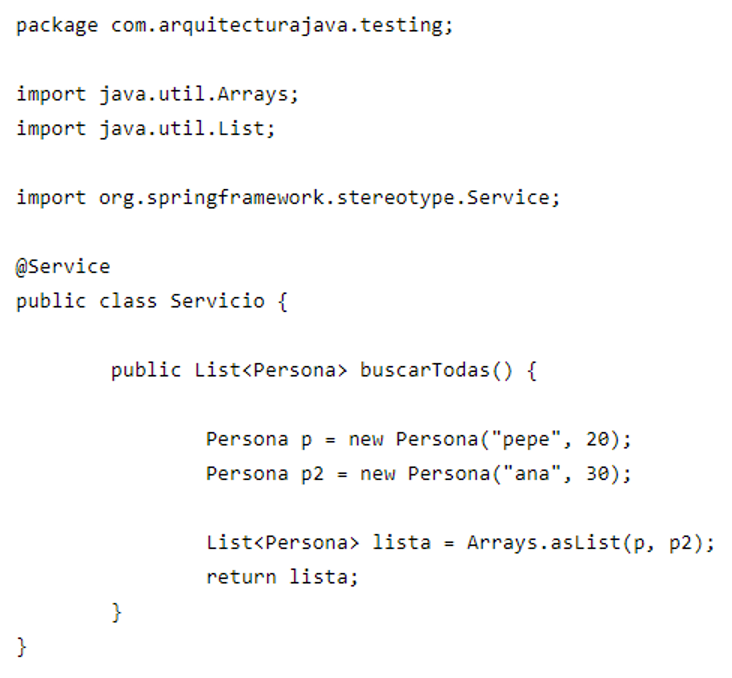 package com.arquitecturajava.testing;
import java.util.Arrays;
import java.util.List;
import org.springframework.stereotype.Service;
@Service
public class Servicio {
public List<Persona> buscarTodas() {
Persona p = new Persona("pepe", 20);
Persona p2 = new Persona("ana", 30);
List<Persona> lista = Arrays.asList(p, p2);
return lista;
}
}